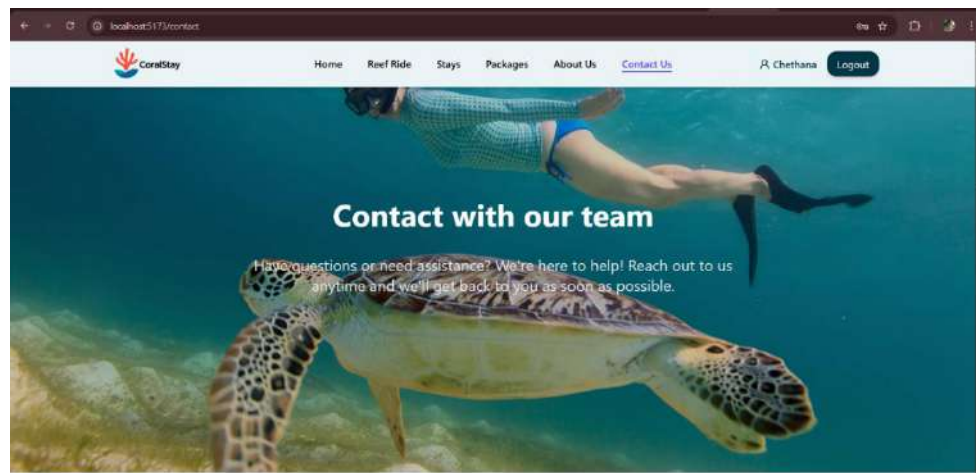 localhost:5173/contact
CoralStay
Home Reef Ride Stays Packages About Us Contact Us
Chethana Logout
Contact with our team
Have questions or need assistance? We're here to help! Reach out to us
anytime and we'll get back to you as soon as possible.